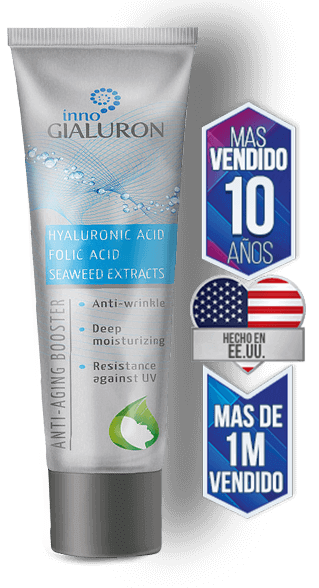 inno
GIALURON
HYALURONIC ACID
FOLIC ACID
SEAWEED EXTRACTS
ANTI-AGING BOOSTER
Anti-wrinkle
Deep
moisturizing
Resistance
against UV
MAS
VENDIDO
10
AÑOS
HECHO EN
EE.UU.
MAS DE
1M
VENDIDO